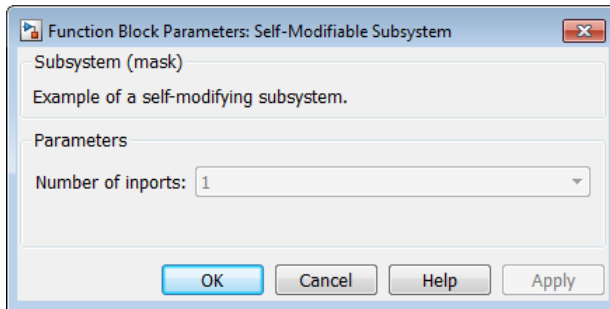 Function Block Parameters: Self-Modifiable Subsystem
Subsystem (mask)
Example of a self-modifying subsystem.
Parameters
Number of inports: 1
OK Cancel Help Apply